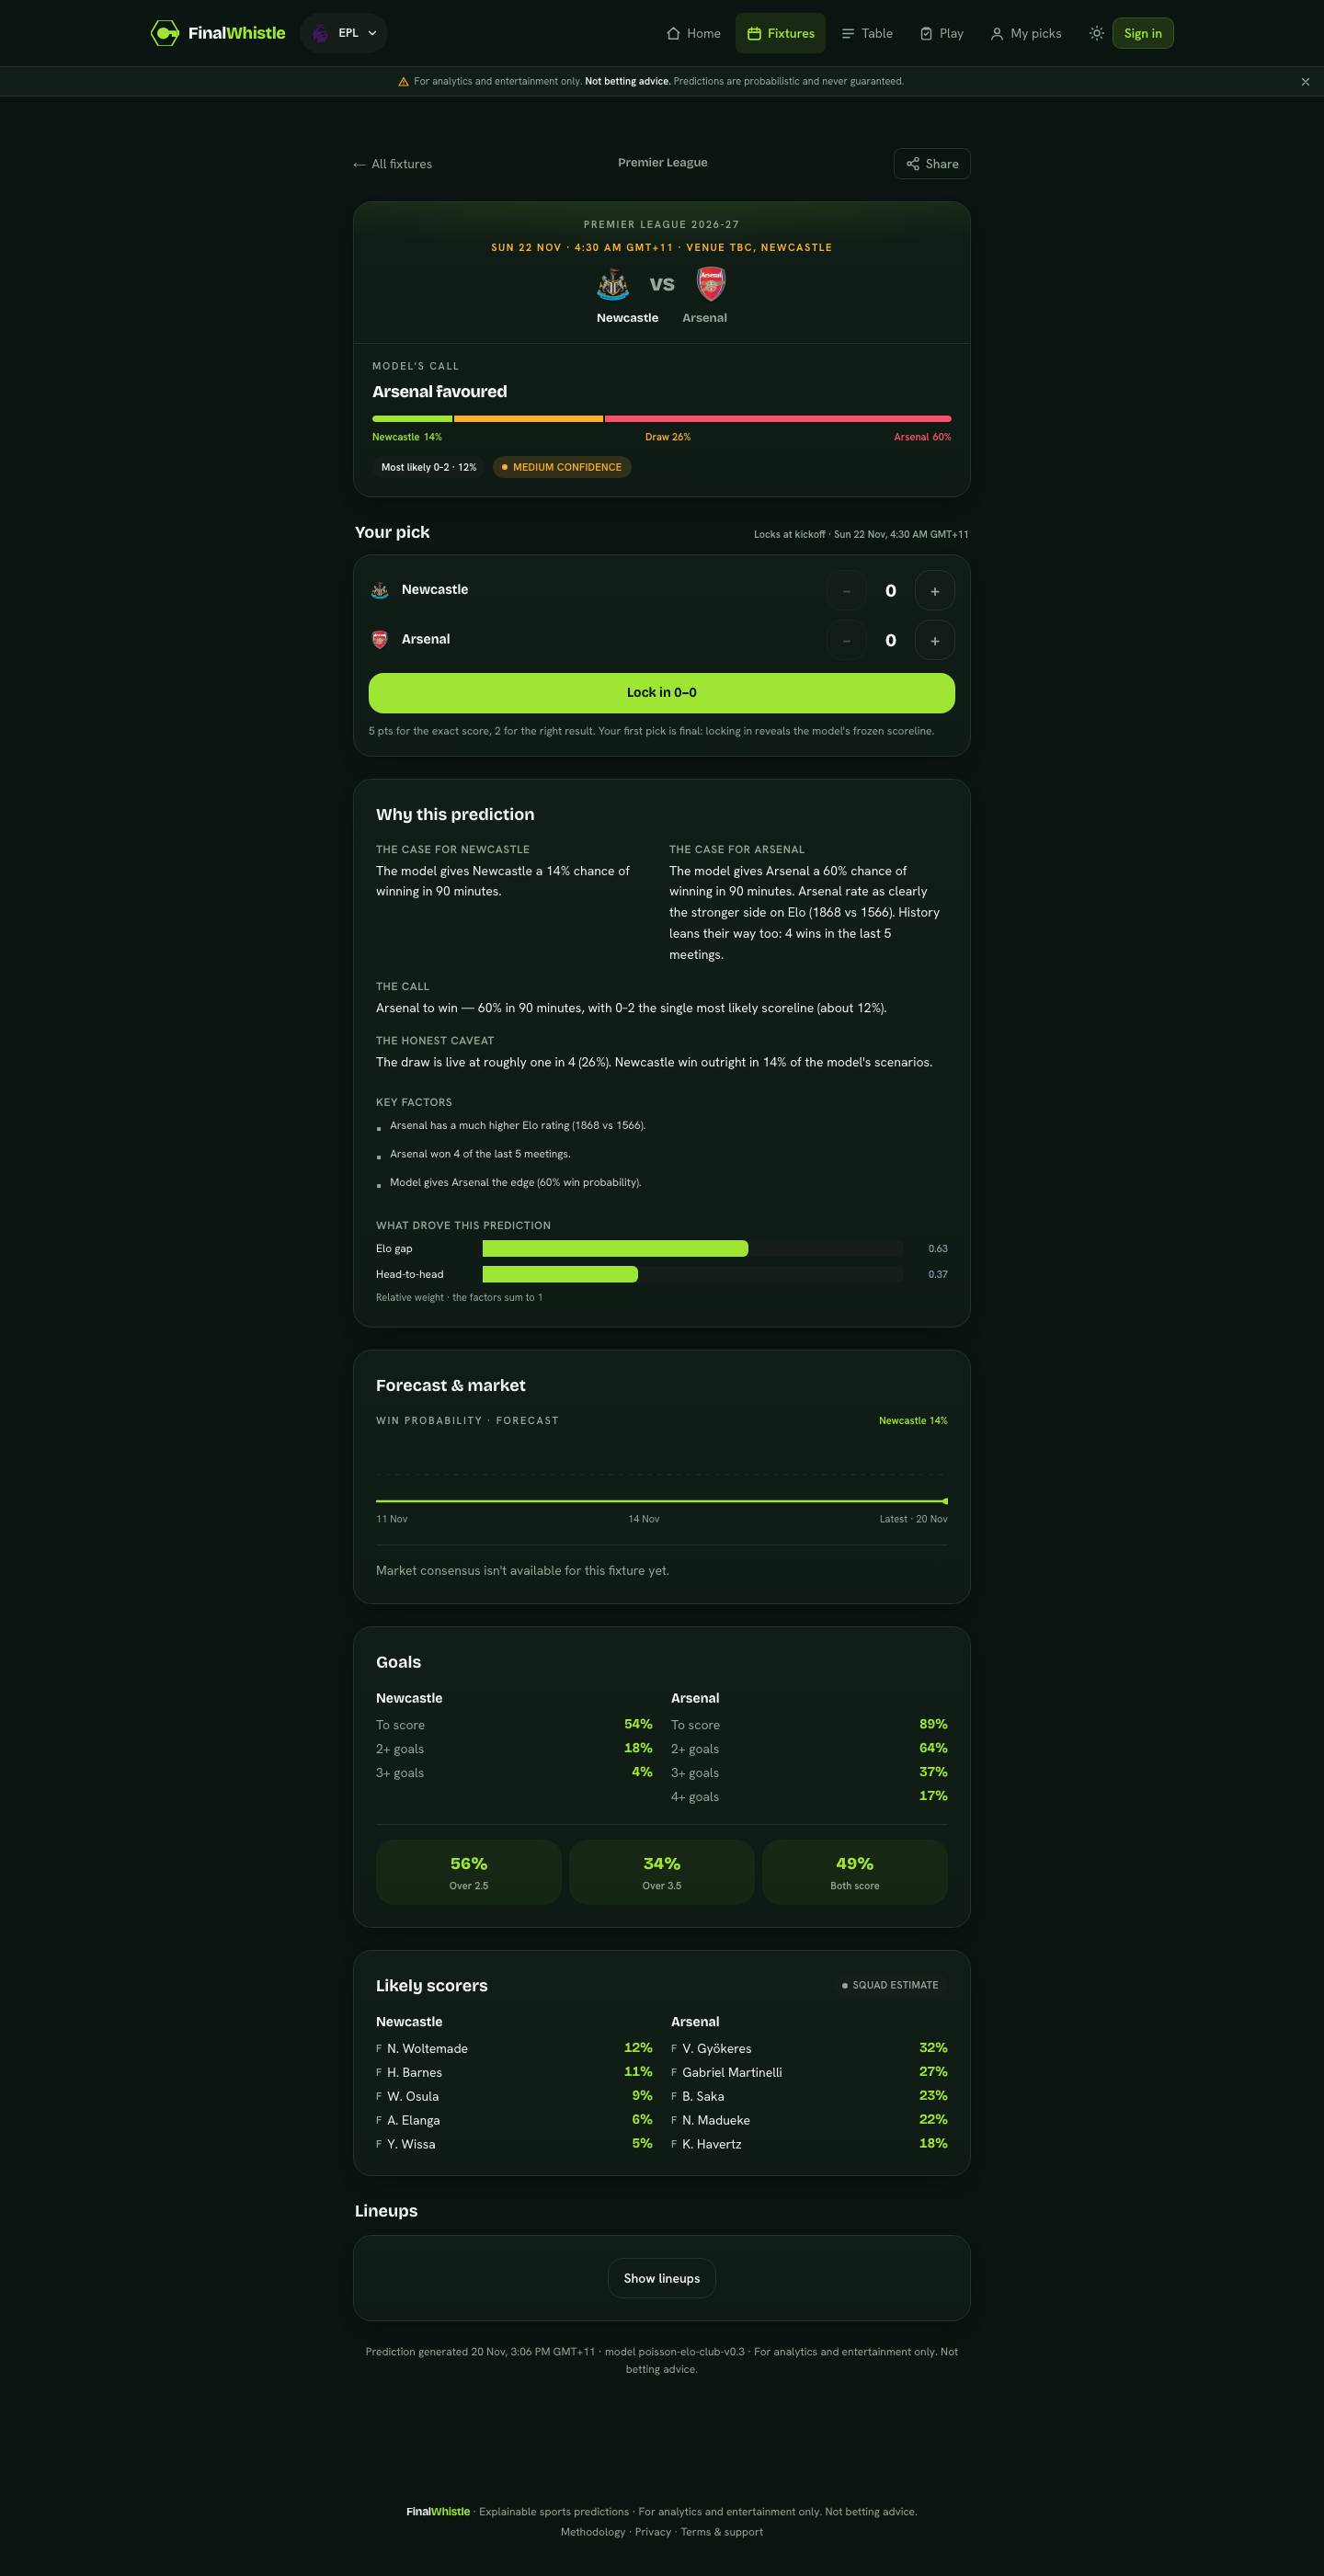 FinalWhistle
EPL
Home
Fixtures
Table
Play
My picks
Sign in
For analytics and entertainment only. Not betting advice. Predictions are probabilistic and never guaranteed.
← All fixtures
Premier League
Share
PREMIER LEAGUE 2026-27
SUN 22 NOV · 4:30 AM GMT+11 · VENUE TBC, NEWCASTLE
VS
Newcastle
Arsenal
MODEL'S CALL
Arsenal favoured
Newcastle 14%
Draw 26%
Arsenal 60%
Most likely 0–2 · 12%
MEDIUM CONFIDENCE
Your pick
Locks at kickoff · Sun 22 Nov, 4:30 AM GMT+11
Newcastle
− 0 +
Arsenal
− 0 +
Lock in 0–0
5 pts for the exact score, 2 for the right result. Your first pick is final: locking in reveals the model's frozen scoreline.
Why this prediction
THE CASE FOR NEWCASTLE
The model gives Newcastle a 14% chance of
winning in 90 minutes.
THE CASE FOR ARSENAL
The model gives Arsenal a 60% chance of
winning in 90 minutes. Arsenal rate as clearly
the stronger side on Elo (1868 vs 1566). History
leans their way too: 4 wins in the last 5
meetings.
THE CALL
Arsenal to win — 60% in 90 minutes, with 0–2 the single most likely scoreline (about 12%).
THE HONEST CAVEAT
The draw is live at roughly one in 4 (26%). Newcastle win outright in 14% of the model's scenarios.
KEY FACTORS
Arsenal has a much higher Elo rating (1868 vs 1566).
Arsenal won 4 of the last 5 meetings.
Model gives Arsenal the edge (60% win probability).
WHAT DROVE THIS PREDICTION
Elo gap 0.63
Head-to-head 0.37
Relative weight · the factors sum to 1
Forecast & market
WIN PROBABILITY · FORECAST
Newcastle 14%
11 Nov
14 Nov
Latest · 20 Nov
Market consensus isn't available for this fixture yet.
Goals
Newcastle
To score 54%
2+ goals 18%
3+ goals 4%
Arsenal
To score 89%
2+ goals 64%
3+ goals 37%
4+ goals 17%
56%
Over 2.5
34%
Over 3.5
49%
Both score
Likely scorers
SQUAD ESTIMATE
Newcastle
F N. Woltemade 12%
F H. Barnes 11%
F W. Osula 9%
F A. Elanga 6%
F Y. Wissa 5%
Arsenal
F V. Gyökeres 32%
F Gabriel Martinelli 27%
F B. Saka 23%
F N. Madueke 22%
F K. Havertz 18%
Lineups
Show lineups
Prediction generated 20 Nov, 3:06 PM GMT+11 · model poisson-elo-club-v0.3 · For analytics and entertainment only. Not
betting advice.
FinalWhistle · Explainable sports predictions · For analytics and entertainment only. Not betting advice.
Methodology · Privacy · Terms & support